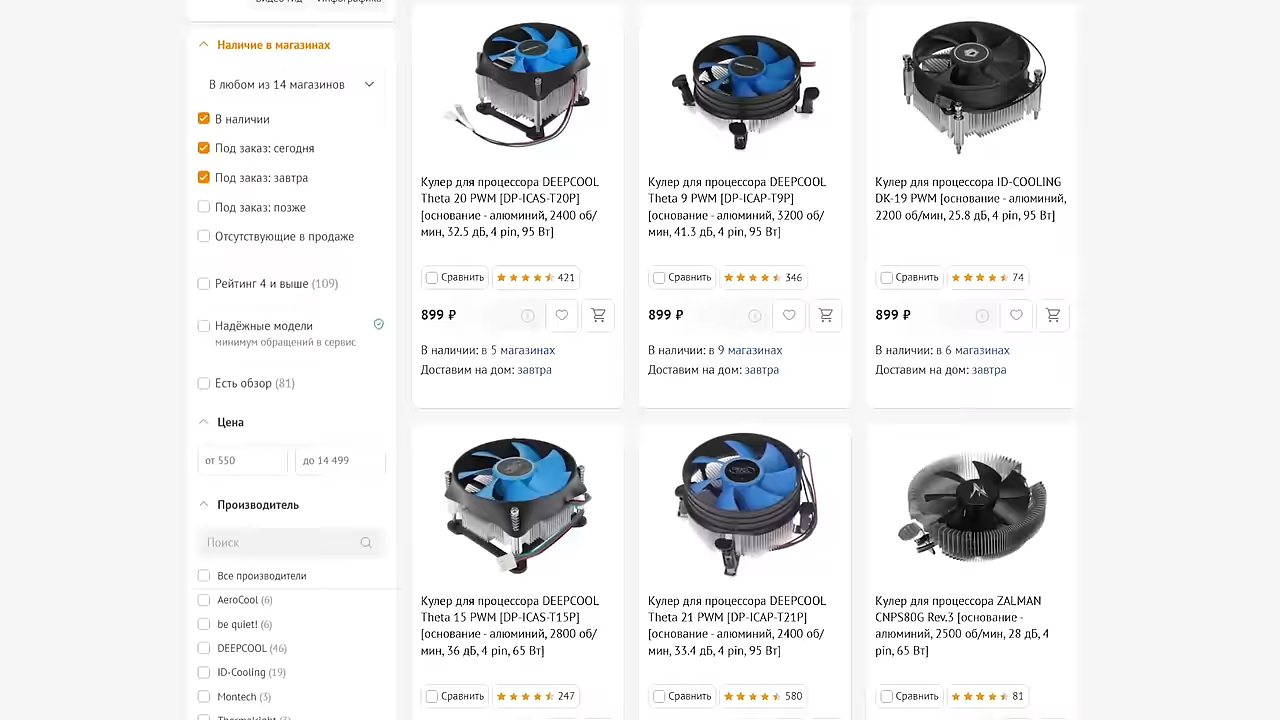 Видео гид
Инфографика
Наличие в магазинах
В любом из 14 магазинов
В наличии
Под заказ: сегодня
Под заказ: завтра
Под заказ: позже
Отсутствующие в продаже
Рейтинг 4 и выше (109)
Надёжные модели
минимум обращений в сервис
Есть обзор (81)
Цена
от 550
до 14 499
Производитель
Поиск
Все производители
AeroCool (6)
be quiet! (6)
DEEPCOOL (46)
ID-Cooling (19)
Montech (3)
Thermalright (3)
Кулер для процессора DEEPCOOL
Theta 20 PWM [DP-ICAS-T20P]
[основание - алюминий, 2400 об/
мин, 32.5 дБ, 4 pin, 95 Вт]
Сравнить
421
899 ₽
В наличии: в 5 магазинах
Доставим на дом: завтра
Кулер для процессора DEEPCOOL
Theta 9 PWM [DP-ICAP-T9P]
[основание - алюминий, 3200 об/
мин, 41.3 дБ, 4 pin, 95 Вт]
Сравнить
346
899 ₽
В наличии: в 9 магазинах
Доставим на дом: завтра
Кулер для процессора ID-COOLING
DK-19 PWM [основание - алюминий,
2200 об/мин, 25.8 дБ, 4 pin, 95 Вт]
Сравнить
74
899 ₽
В наличии: в 6 магазинах
Доставим на дом: завтра
Кулер для процессора DEEPCOOL
Theta 15 PWM [DP-ICAS-T15P]
[основание - алюминий, 2800 об/
мин, 36 дБ, 4 pin, 65 Вт]
Сравнить
247
Кулер для процессора DEEPCOOL
Theta 21 PWM [DP-ICAP-T21P]
[основание - алюминий, 2400 об/
мин, 33.4 дБ, 4 pin, 95 Вт]
Сравнить
580
Кулер для процессора ZALMAN
CNPS80G Rev.3 [основание -
алюминий, 2500 об/мин, 28 дБ, 4
pin, 65 Вт]
Сравнить
81